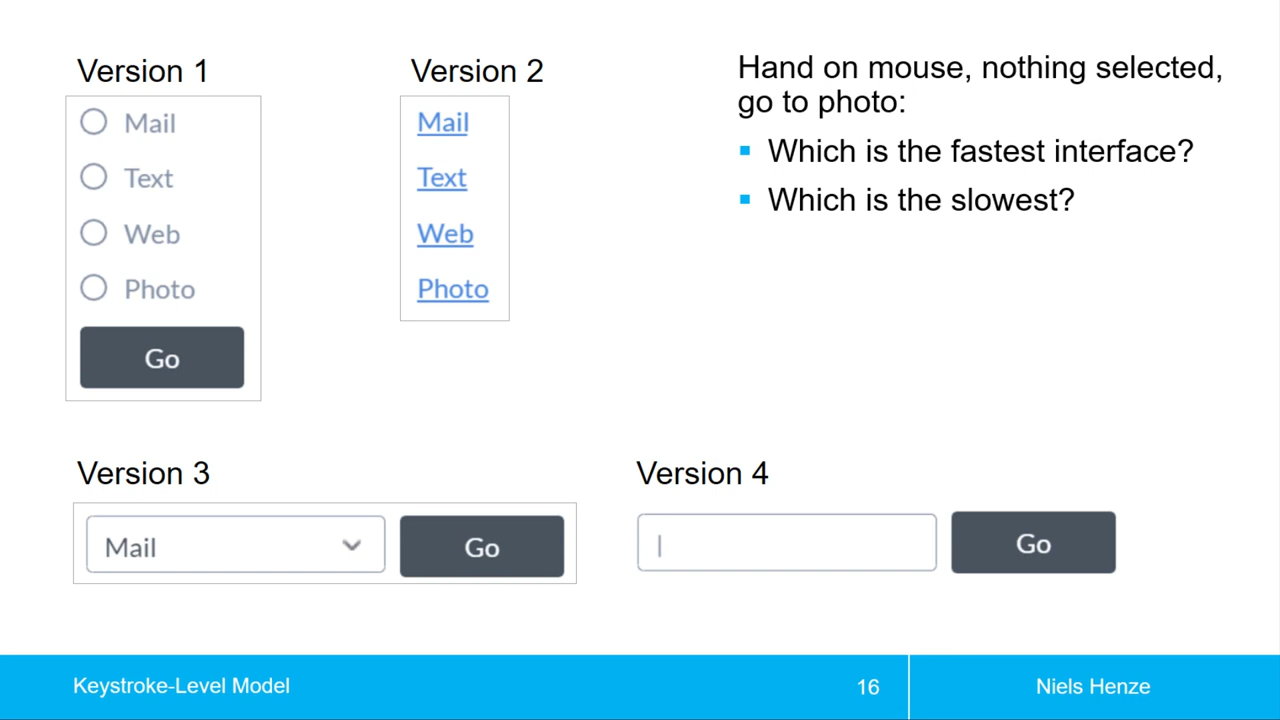 Version 1
Mail
Text
Web
Photo
Go
Version 2
Mail
Text
Web
Photo
Hand on mouse, nothing selected,
go to photo:
Which is the fastest interface?
Which is the slowest?
Version 3
Mail
Go
Version 4
Go
Keystroke-Level Model
16
Niels Henze